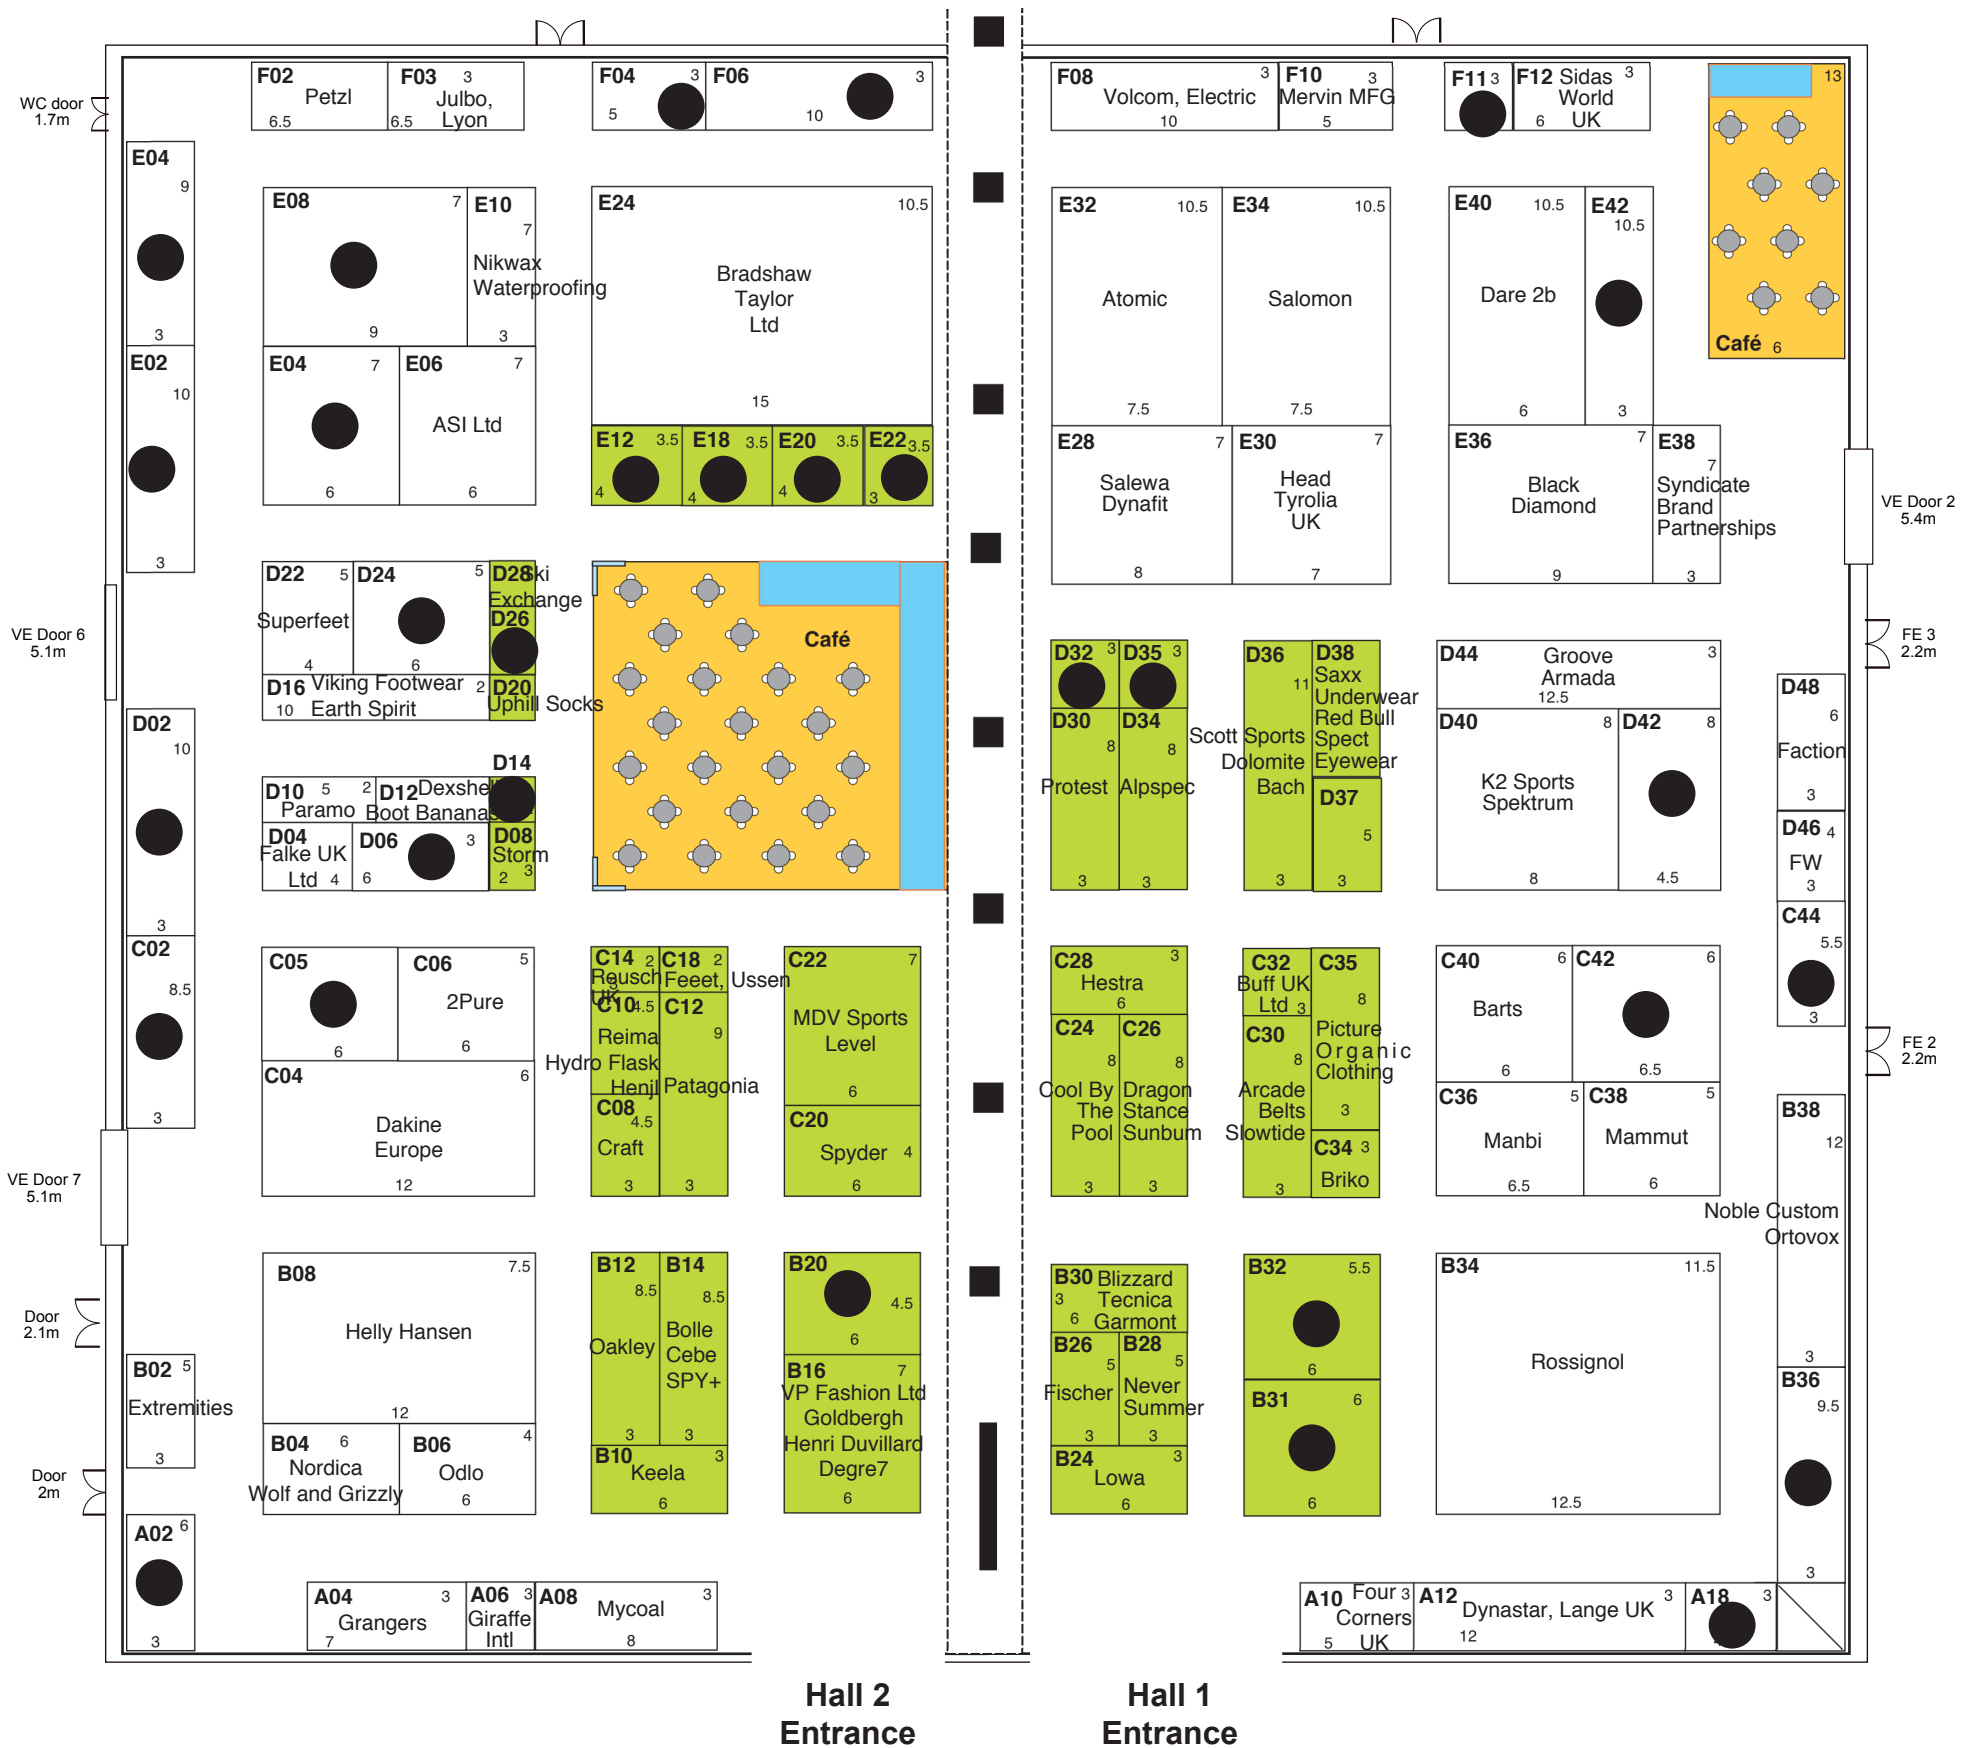 WC door
1.7m
F02
Petzl
6.5
F03 3
Julbo,
Lyon
6.5
F04 3
5
F06 3
10
F08 3
Volcom, Electric
10
F10 3
Mervin MFG
5
F11 3
F12 Sidas 3
World
UK
6
13
Café 6
E04
9
3
E02
10
3
E08 7
9
E10
7
Nikwax
Waterproofing
3
E04 7
6
E06 7
ASI Ltd
6
E24 10.5
Bradshaw
Taylor
Ltd
15
E12 3.5
4
E18 3.5
4
E20 3.5
4
E22 3.5
3
E32 10.5
Atomic
7.5
E34 10.5
Salomon
7.5
E28 7
Salewa
Dynafit
8
E30 7
Head
Tyrolia
UK
7
E40 10.5
Dare 2b
6
E42
10.5
3
E36 7
Black
Diamond
9
E38
7
Syndicate
Brand
Partnerships
3
VE Door 2
5.4m
VE Door 6
5.1m
D22 5
Superfeet
4
D24 5
6
D28 Ski
Exchange
D26
D16 Viking Footwear 2
10 Earth Spirit
D20
Uphill Socks
D02
10
3
D10 5
Paramo
2 D12 Dexshell
Boot Bananas
D14
D04
Falke UK
Ltd 4
D06 3
6
D08
Storm
2 3
Café
D32 3
D35 3
D30
8
Protest
3
D34
8
Alpspec
3
D36
11
Scott Sports
Dolomite
Bach
3
D38
Saxx
Underwear
Red Bull
Spect
Eyewear
D37
5
3
D44 Groove 3
Armada
12.5
D40 8
K2 Sports
Spektrum
8
D42 8
4.5
D48
6
Faction
3
D46 4
FW
3
FE 3
2.2m
C44
5.5
3
FE 2
2.2m
C02
8.5
3
C05
6
C06 5
2Pure
6
C04 6
Dakine
Europe
12
C14 2
Reusch
UK
3
C18 2
Feeet, Ussen
C10 4.5
Reima
Hydro Flask
Henjl
C12
9
Patagonia
3
C08
4.5
Craft
3
C22 7
MDV Sports
Level
6
C20
Spyder 4
6
C28 3
Hestra
6
C24
8
Cool By
The
Pool
3
C26
8
Dragon
Stance
Sunbum
3
C32
Buff UK
Ltd 3
C30
8
Arcade
Belts
Slowtide
3
C35
8
Picture
Organic
Clothing
3
C34 3
Briko
C40 6
Barts
6
C42 6
6.5
C36 5
Manbi
6.5
C38 5
Mammut
6
B38
12
Noble Custom
Ortovox
3
VE Door 7
5.1m
Door
2.1m
Door
2m
B08 7.5
Helly Hansen
12
B02 5
Extremities
3
B04 6
Nordica
Wolf and Grizzly
B06 4
Odlo
6
B12
8.5
Oakley
3
B14
8.5
Bolle
Cebe
SPY+
3
B10 3
Keela
6
B20
4.5
6
B16 7
VP Fashion Ltd
Goldbergh
Henri Duvillard
Degre7
6
B30 Blizzard
3 Tecnica
6 Garmont
B26
5
Fischer
3
B28
5
Never
Summer
3
B24 3
Lowa
6
B32 5.5
6
B31 6
6
B34 11.5
Rossignol
12.5
B36
9.5
3
A02 6
3
A04 3
Grangers
7
A06 3
Giraffe
Intl
A08 3
Mycoal
8
A10 Four 3
Corners
5 UK
A12 3
Dynastar, Lange UK
12
A18 3
Hall 2
Entrance
Hall 1
Entrance